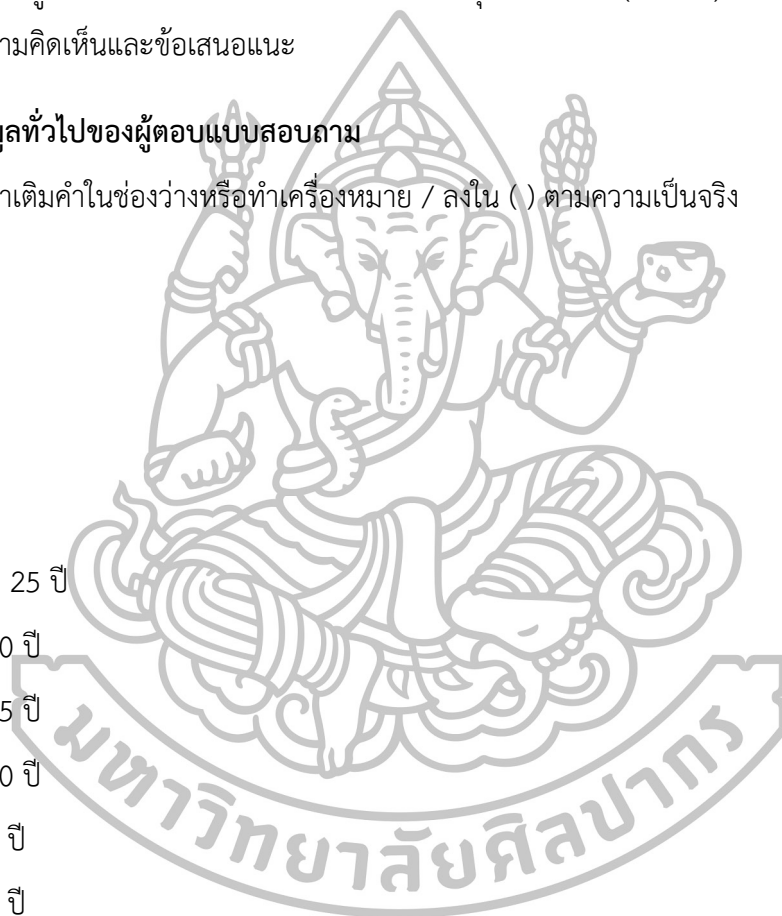 ามคิดเห็นและข้อเสนอแนะ
มูลทั่วไปของผู้ตอบแบบสอบถาม
าเติมคำในช่องว่างหรือทำเครื่องหมาย / ลงใน ( ) ตามความเป็นจริง
25 ปี
0 ปี
5 ปี
0 ปี
ปี
ปี
มหาวิทยาลัยศิลปากร